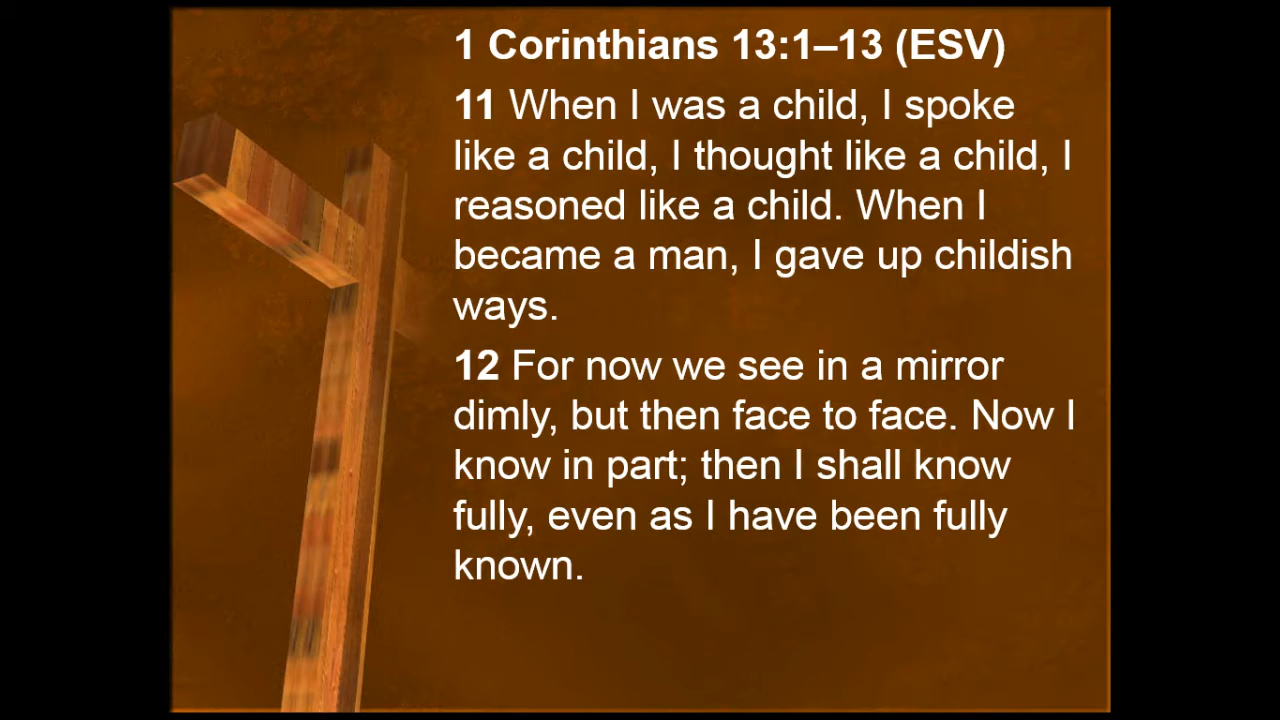 1 Corinthians 13:1–13 (ESV)
11 When I was a child, I spoke
like a child, I thought like a child, I
reasoned like a child. When I
became a man, I gave up childish
ways.
12 For now we see in a mirror
dimly, but then face to face. Now I
know in part; then I shall know
fully, even as I have been fully
known.